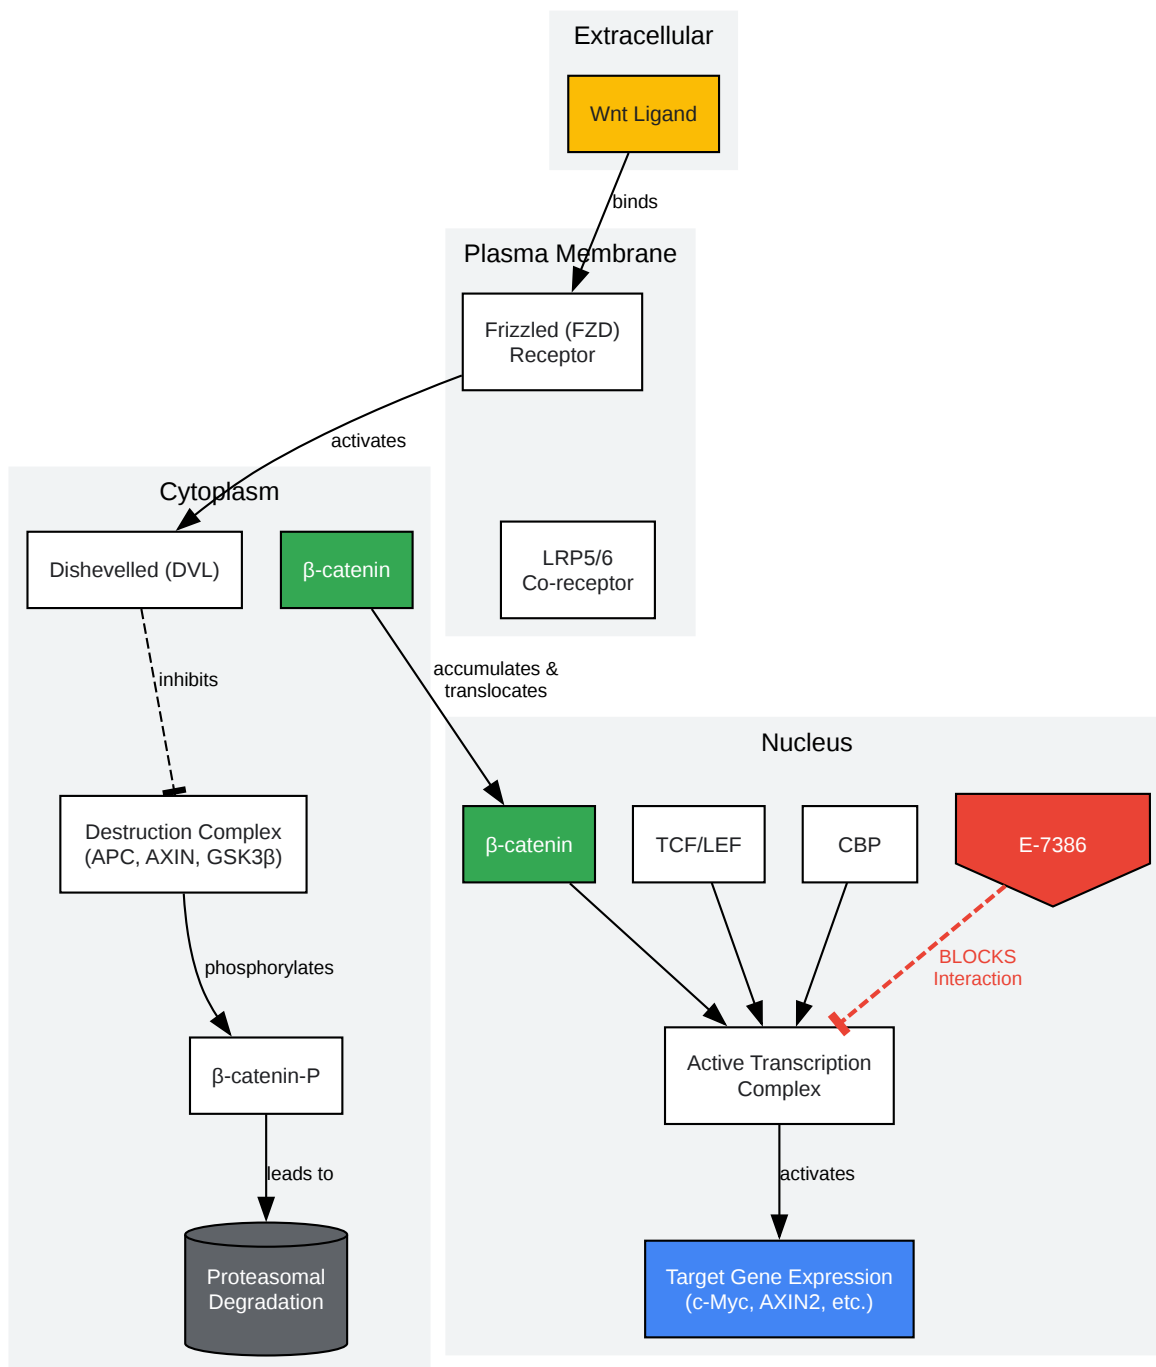 Extracellular
Wnt Ligand
binds
Plasma Membrane
Frizzled (FZD)
Receptor
activates
Cytoplasm
Dishevelled (DVL)
β-catenin
LRP5/6
Co-receptor
inhibits
accumulates &
translocates
Nucleus
Destruction Complex
(APC, AXIN, GSK3β)
β-catenin
TCF/LEF
CBP
E-7386
phosphorylates
BLOCKS
Interaction
β-catenin-P
Active Transcription
Complex
leads to
activates
Proteasomal
Degradation
Target Gene Expression
(c-Myc, AXIN2, etc.)